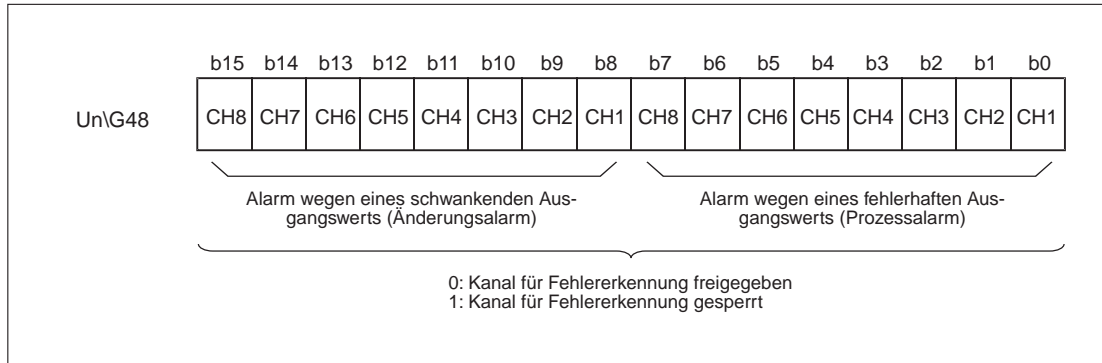 b15 b14 b13 b12 b11 b10 b9 b8 b7 b6 b5 b4 b3 b2 b1 b0
Un\G48 CH8 CH7 CH6 CH5 CH4 CH3 CH2 CH1 CH8 CH7 CH6 CH5 CH4 CH3 CH2 CH1
Alarm wegen eines schwankenden Aus-
gangswerts (Änderungsalarm)
Alarm wegen eines fehlerhaften Aus-
gangswerts (Prozessalarm)
0: Kanal für Fehlererkennung freigegeben
1: Kanal für Fehlererkennung gesperrt